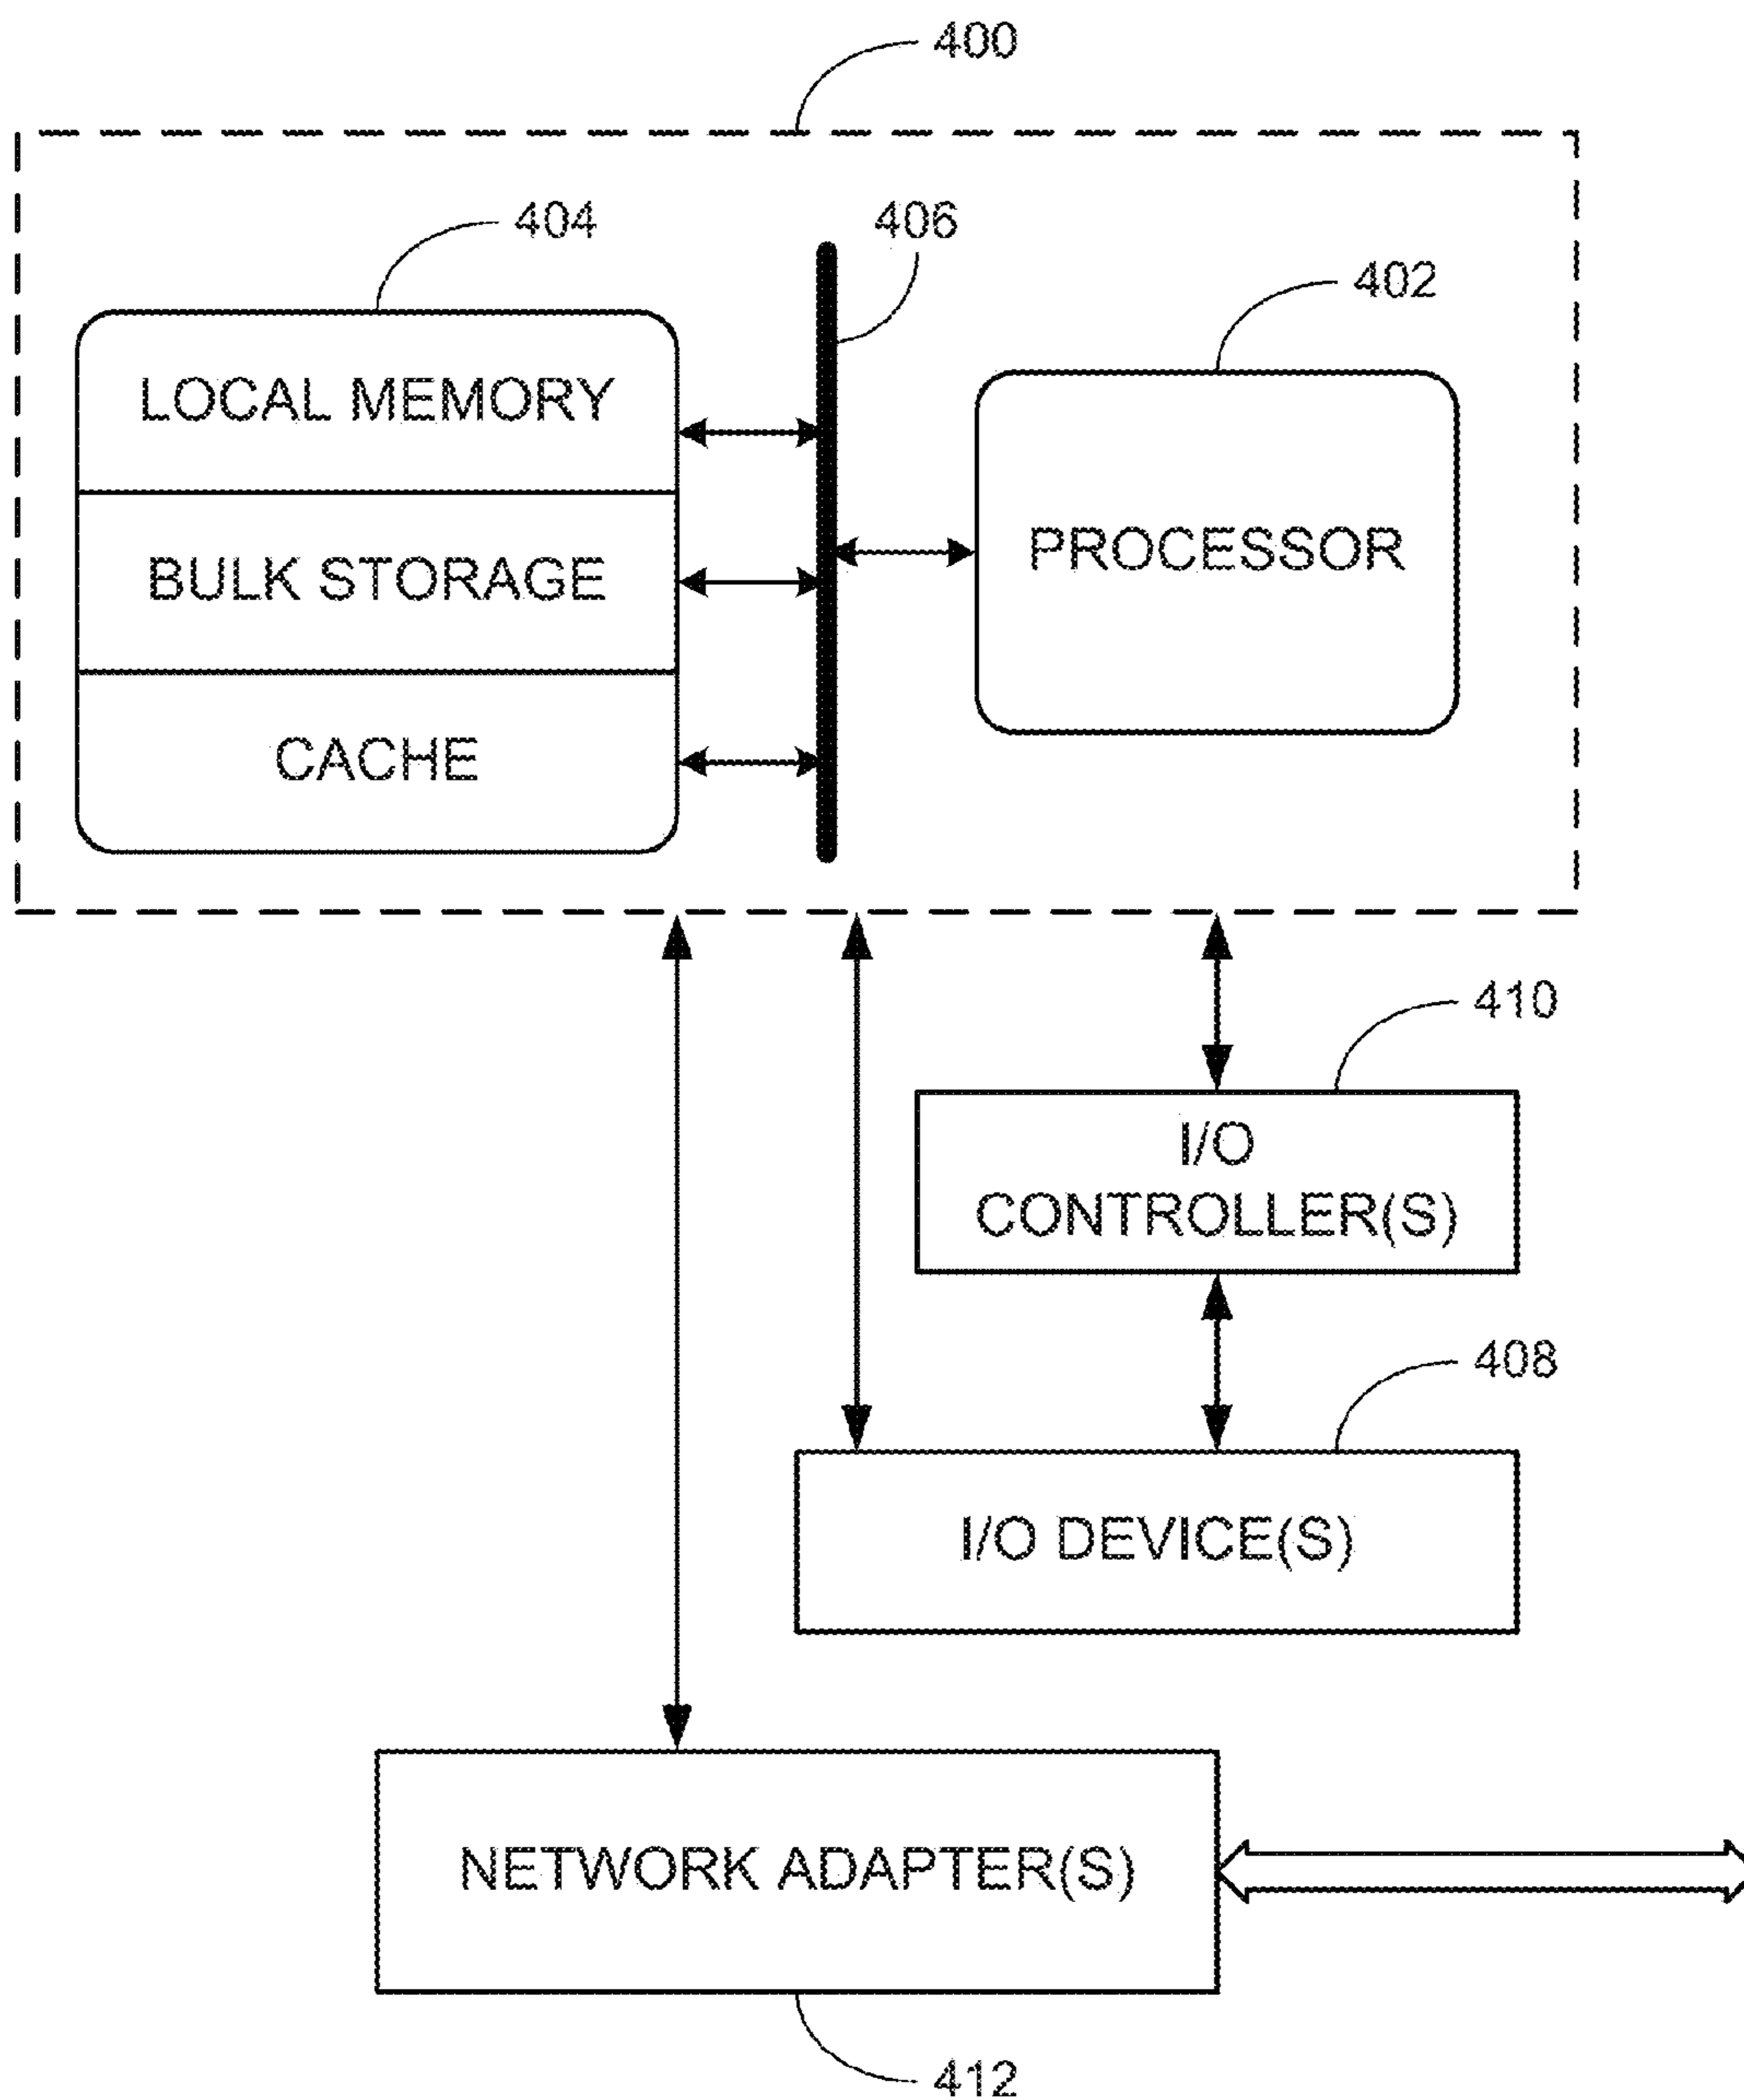 400
404
406
402
LOCAL MEMORY
PROCESSOR
BULK STORAGE
CACHE
410
I/O
CONTROLLER(S)
408
I/O DEVICE(S)
NETWORK ADAPTER(S)
412